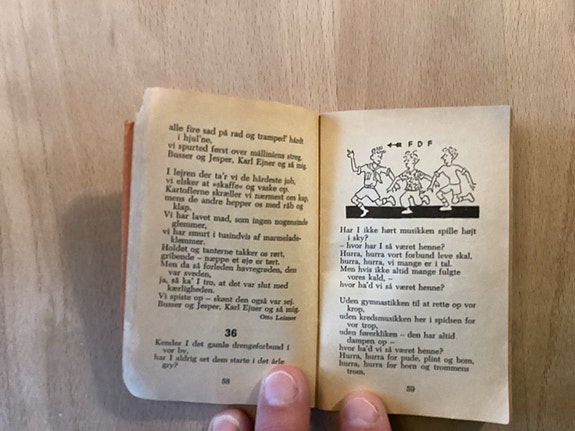 alle fire sad på rad og tramped' hårdt
i hjul'ne,
vi spurted først over mållinjens streg.
Busser og Jesper, Karl Ejner og så mig.
I lejren der ta'r vi de hårdeste job,
vi elsker at »skaffe« og vaske op.
Kartoflerne skræller vi nærmest om kap,
mens de andre hepper os med råb og
klap.
Vi har lavet mad, som ingen nogensinde
glemmer,
vi har smurt i tusindvis af marmelade-
klemmer.
Holdet og tanterne takker os rørt,
gribende – næppe et øje er tørt.
Men da så forleden havregrøden, den
var sveden,
ja, så ka' I tro, at det var slut med
kærligheden.
Vi spiste op – skønt den også var sej.
Busser og Jesper, Karl Ejner og så mig.
Otto Leisner
36
Kender I det gamle drengeforbund i
vor by,
har I aldrig set dem starte i det årle
gry?
58
FDF
Har I ikke hørt musikken spille højt
i sky?
– hvor har I så været henne?
Hurra, hurra vort forbund leve skal,
hurra, hurra, vi mange er i tal.
Men hvis ikke altid mange fulgte
vores kald, –
hvor ha'd vi så været henne?
Uden gymnastikken til at rette op vor
krop,
uden kredsmusikken her i spidsen for
vor trop,
uden førerkliken – den har altid
dampen op –
hvor ha'd vi så været henne?
Hurra, hurra for pude, plint og bom,
hurra, hurra for horn og trommens
trom,
59